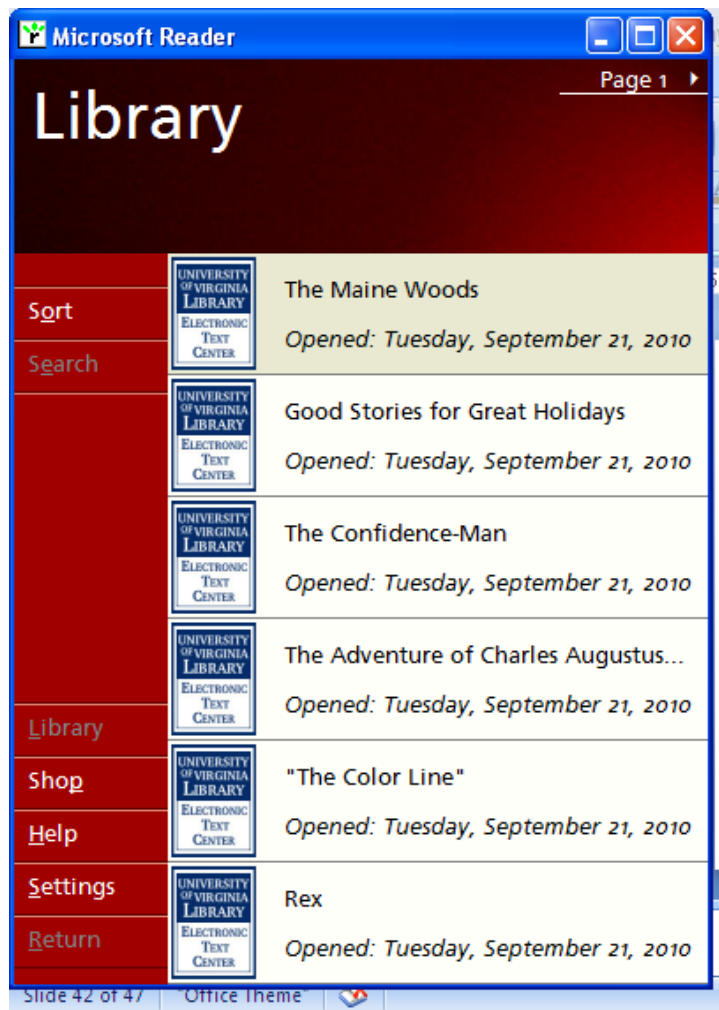 Microsoft Reader
Page 1
Library
Sort
Search
Library
Shop
Help
Settings
Return
UNIVERSITY
OF VIRGINIA
LIBRARY
ELECTRONIC
TEXT
CENTER
The Maine Woods
Opened: Tuesday, September 21, 2010
UNIVERSITY
OF VIRGINIA
LIBRARY
ELECTRONIC
TEXT
CENTER
Good Stories for Great Holidays
Opened: Tuesday, September 21, 2010
UNIVERSITY
OF VIRGINIA
LIBRARY
ELECTRONIC
TEXT
CENTER
The Confidence-Man
Opened: Tuesday, September 21, 2010
UNIVERSITY
OF VIRGINIA
LIBRARY
ELECTRONIC
TEXT
CENTER
The Adventure of Charles Augustus...
Opened: Tuesday, September 21, 2010
UNIVERSITY
OF VIRGINIA
LIBRARY
ELECTRONIC
TEXT
CENTER
"The Color Line"
Opened: Tuesday, September 21, 2010
UNIVERSITY
OF VIRGINIA
LIBRARY
ELECTRONIC
TEXT
CENTER
Rex
Opened: Tuesday, September 21, 2010
Slide 42 of 47
"Office Theme"